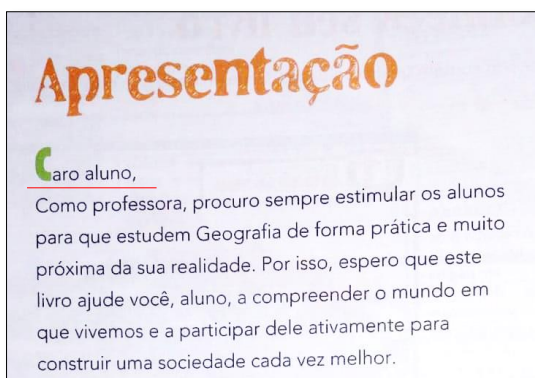 Apresentação
Caro aluno,
Como professora, procuro sempre estimular os alunos
para que estudem Geografia de forma prática e muito
próxima da sua realidade. Por isso, espero que este
livro ajude você, aluno, a compreender o mundo em
que vivemos e a participar dele ativamente para
construir uma sociedade cada vez melhor.